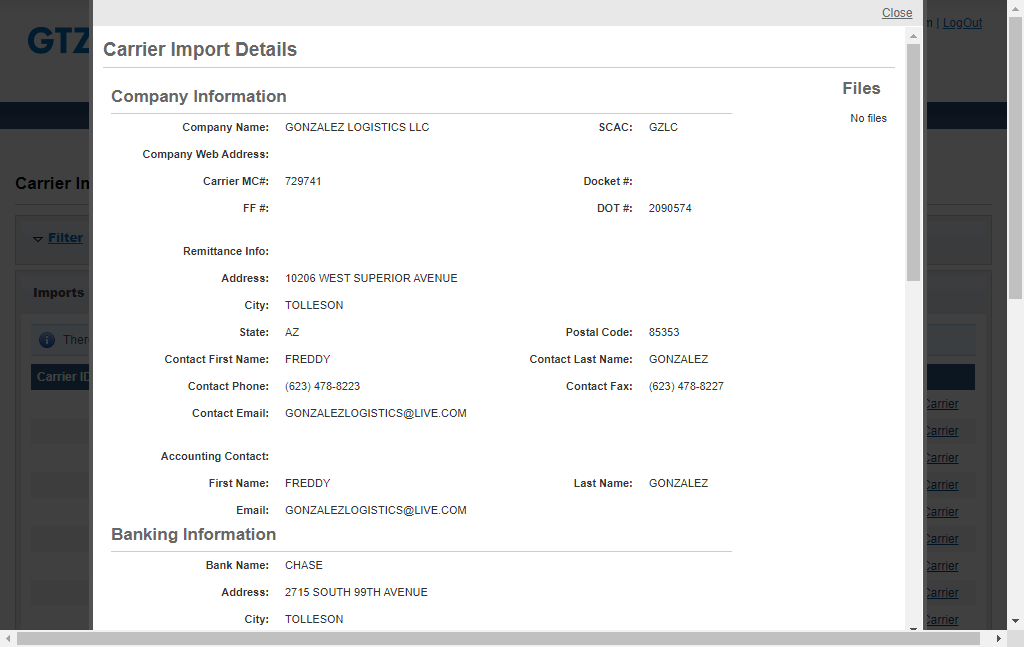 Close
m | LogOut
GTZ
Carrier Import Details
Company Information
Files
Company Name: GONZALEZ LOGISTICS LLC SCAC: GZLC
No files
Company Web Address:
Carrier MC#: 729741 Docket #:
Carrier In
FF #: DOT #: 2090574
Filter
Remittance Info:
Address: 10206 WEST SUPERIOR AVENUE
Imports
City: TOLLESON
State: AZ Postal Code: 85353
Ther
Contact First Name: FREDDY Contact Last Name: GONZALEZ
Carrier ID
Contact Phone: (623) 478-8223 Contact Fax: (623) 478-8227
Carrier
Contact Email: GONZALEZLOGISTICS@LIVE.COM
Carrier
Accounting Contact:
Carrier
First Name: FREDDY Last Name: GONZALEZ
Carrier
Email: GONZALEZLOGISTICS@LIVE.COM
Carrier
Banking Information
Carrier
Bank Name: CHASE
Carrier
Address: 2715 SOUTH 99TH AVENUE
Carrier
City: TOLLESON
Carrier